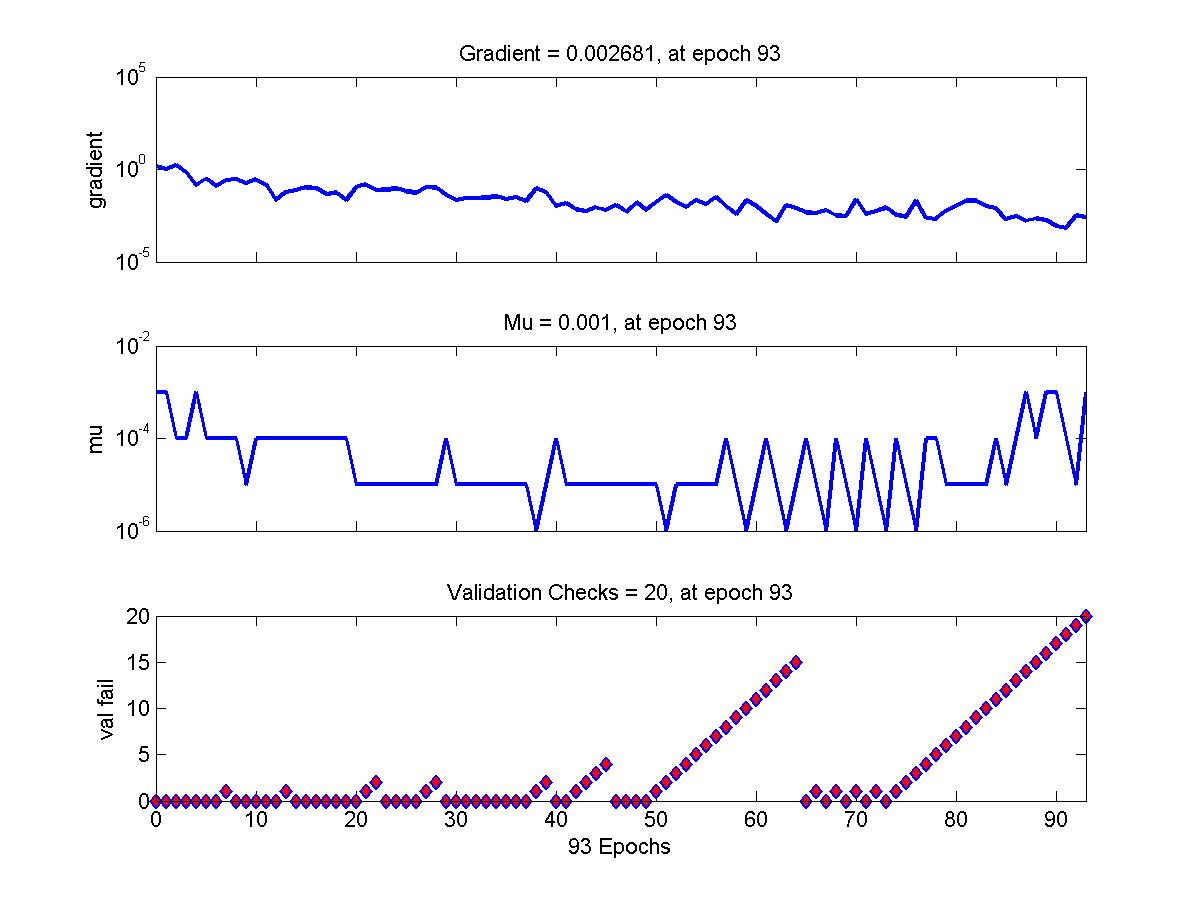 Gradient = 0.002681, at epoch 93
10^5
10^0
10^-5
gradient
Mu = 0.001, at epoch 93
10^-2
10^-4
10^-6
mu
Validation Checks = 20, at epoch 93
20
15
10
5
0
val fail
0 10 20 30 40 50 60 70 80 90
93 Epochs